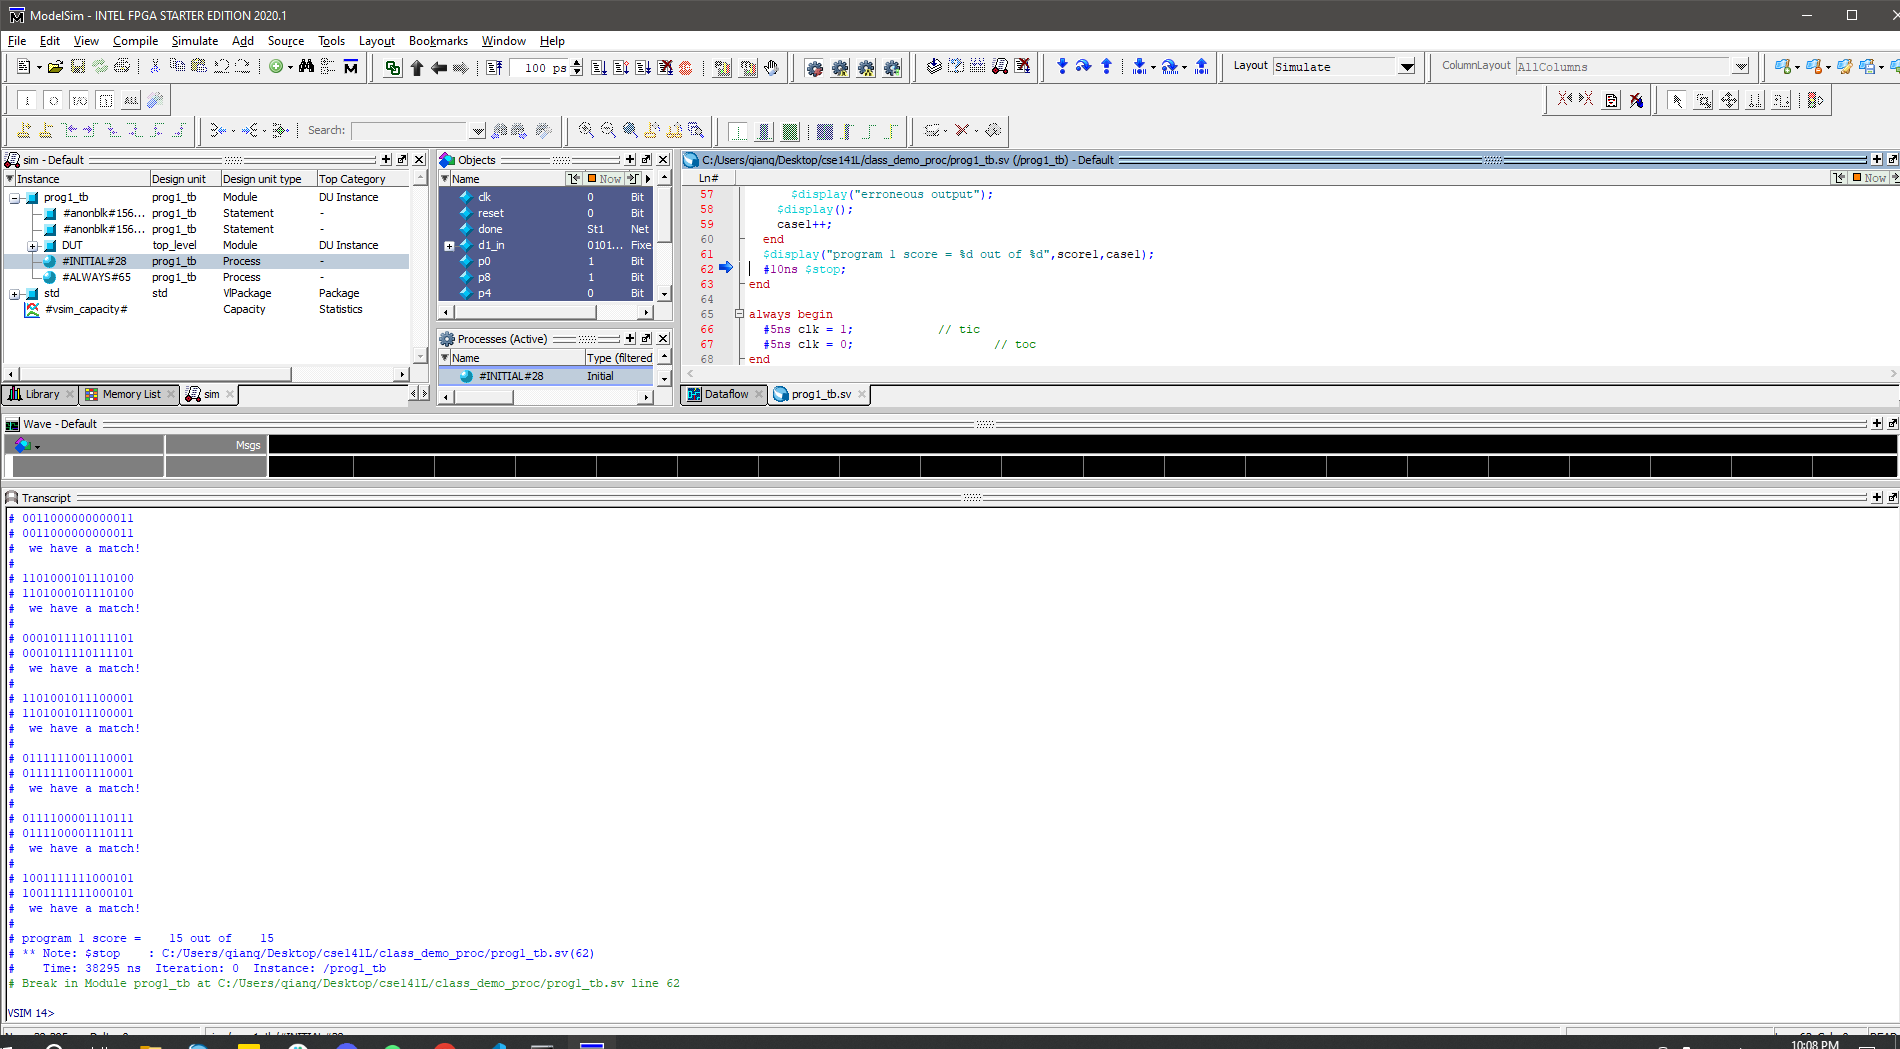 ModelSim - INTEL FPGA STARTER EDITION 2020.1
File Edit View Compile Simulate Add Source Tools Layout Bookmarks Window Help
100 ps
Layout Simulate
ColumnLayout AllColumns
Search:
sim - Default
Instance Design unit Design unit type Top Category
prog1_tb prog1_tb Module DU Instance
#anonblk#156... prog1_tb Statement -
#anonblk#156... prog1_tb Statement -
DUT top_level Module DU Instance
#INITIAL#28 prog1_tb Process -
#ALWAYS#65 prog1_tb Process -
std std VlPackage Package
#vsim_capacity# Capacity Statistics
Library Memory List sim
Objects
Name Now
clk 0 Bit
reset 0 Bit
done St1 Net
d1_in 0101... Fixe
p0 1 Bit
p8 1 Bit
p4 0 Bit
Processes (Active)
Name Type (filtered
#INITIAL#28 Initial
C:/Users/qianq/Desktop/cse141L/class_demo_proc/prog1_tb.sv (/prog1_tb) - Default
Ln# Now
57 $display("erroneous output");
58 $display();
59 case1++;
60 end
61 $display("program 1 score = %d out of %d",score1,case1);
62 #10ns $stop;
63 end
64
65 always begin
66 #5ns clk = 1; // tic
67 #5ns clk = 0; // toc
68 end
Dataflow prog1_tb.sv
Wave - Default
Msgs
Transcript
# 0011000000000011
# 0011000000000011
# we have a match!
#
# 1101000101110100
# 1101000101110100
# we have a match!
#
# 0001011110111101
# 0001011110111101
# we have a match!
#
# 1101001011100001
# 1101001011100001
# we have a match!
#
# 0111111001110001
# 0111111001110001
# we have a match!
#
# 0111100001110111
# 0111100001110111
# we have a match!
#
# 1001111111000101
# 1001111111000101
# we have a match!
#
# program 1 score = 15 out of 15
# ** Note: $stop : C:/Users/qianq/Desktop/cse141L/class_demo_proc/prog1_tb.sv(62)
# Time: 38295 ns Iteration: 0 Instance: /prog1_tb
# Break in Module prog1_tb at C:/Users/qianq/Desktop/cse141L/class_demo_proc/prog1_tb.sv line 62
VSIM 14>
10:08 PM